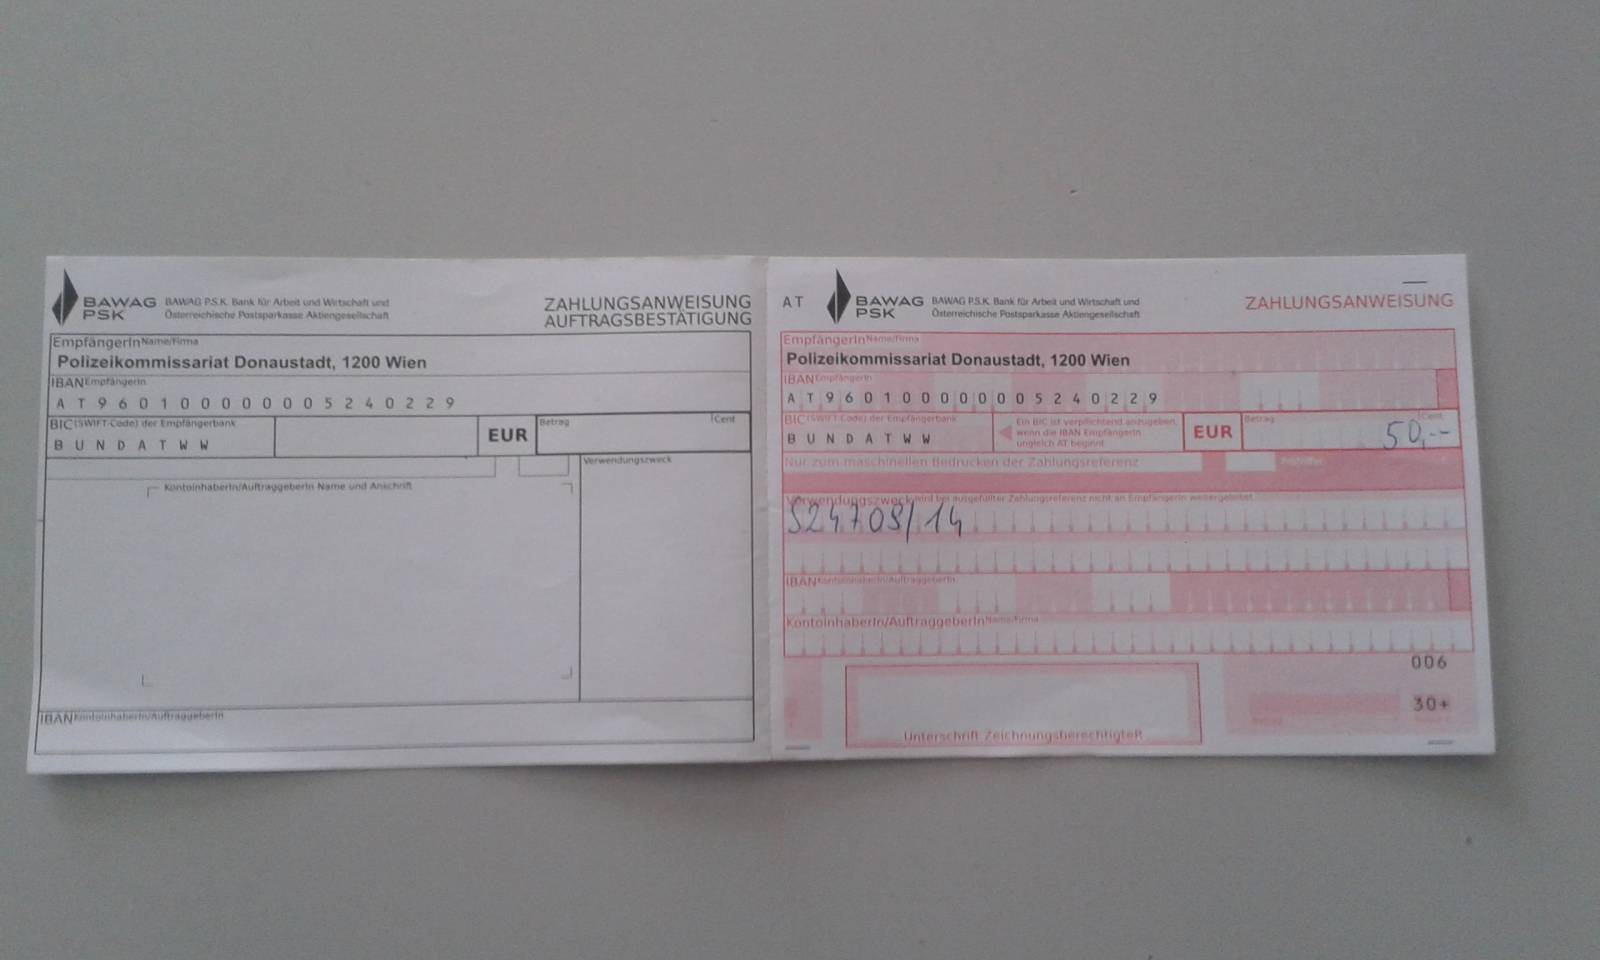 BAWAG
PSK
BAWAG P.S.K. Bank für Arbeit und Wirtschaft und
Österreichische Postsparkasse Aktiengesellschaft
ZAHLUNGSANWEISUNG
AUFTRAGSBESTÄTIGUNG
EmpfängerIn Name/Firma
Polizeikommissariat Donaustadt, 1200 Wien
IBAN EmpfängerIn
AT960100000005240229
BIC (SWIFT-Code) der Empfängerbank
BUNDATWW
EUR
Betrag
Cent
Verwendungszweck
KontoinhaberIn/AuftraggeberIn Name und Anschrift
IBAN KontoinhaberIn/AuftraggeberIn
AT
BAWAG
PSK
BAWAG P.S.K. Bank für Arbeit und Wirtschaft und
Österreichische Postsparkasse Aktiengesellschaft
ZAHLUNGSANWEISUNG
EmpfängerIn Name/Firma
Polizeikommissariat Donaustadt, 1200 Wien
IBAN EmpfängerIn
AT960100000005240229
BIC (SWIFT-Code) der Empfängerbank
BUNDATWW
Ein BIC ist verpflichtend anzugeben,
wenn die IBAN EmpfängerIn
ungleich AT beginnt
EUR
Betrag
Cent
50,--
Nur zum maschinellen Bedrucken der Zahlungsreferenz
Prüfziffer
Verwendungszweck wird bei ausgefüllter Zahlungsreferenz nicht an EmpfängerIn weitergeleitet
S24709/14
IBAN KontoinhaberIn/AuftraggeberIn
KontoinhaberIn/AuftraggeberIn Name/Firma
006
30+
Unterschrift ZeichnungsberechtigteR